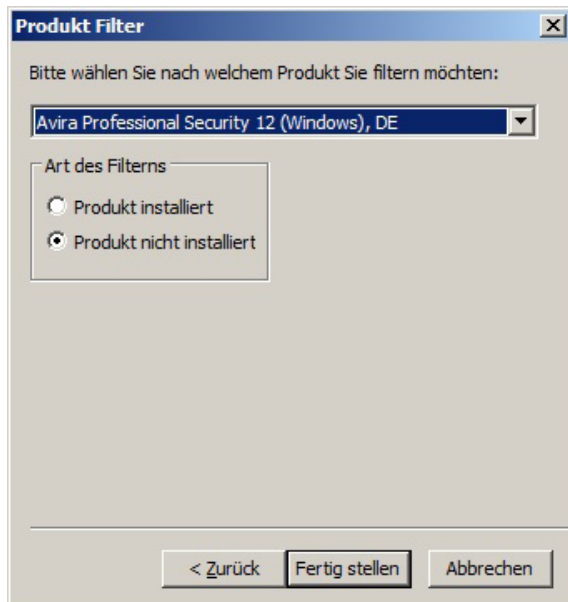 Produkt Filter
Bitte wählen Sie nach welchem Produkt Sie filtern möchten:
Avira Professional Security 12 (Windows), DE
Art des Filterns
Produkt installiert
Produkt nicht installiert
< Zurück
Fertig stellen
Abbrechen